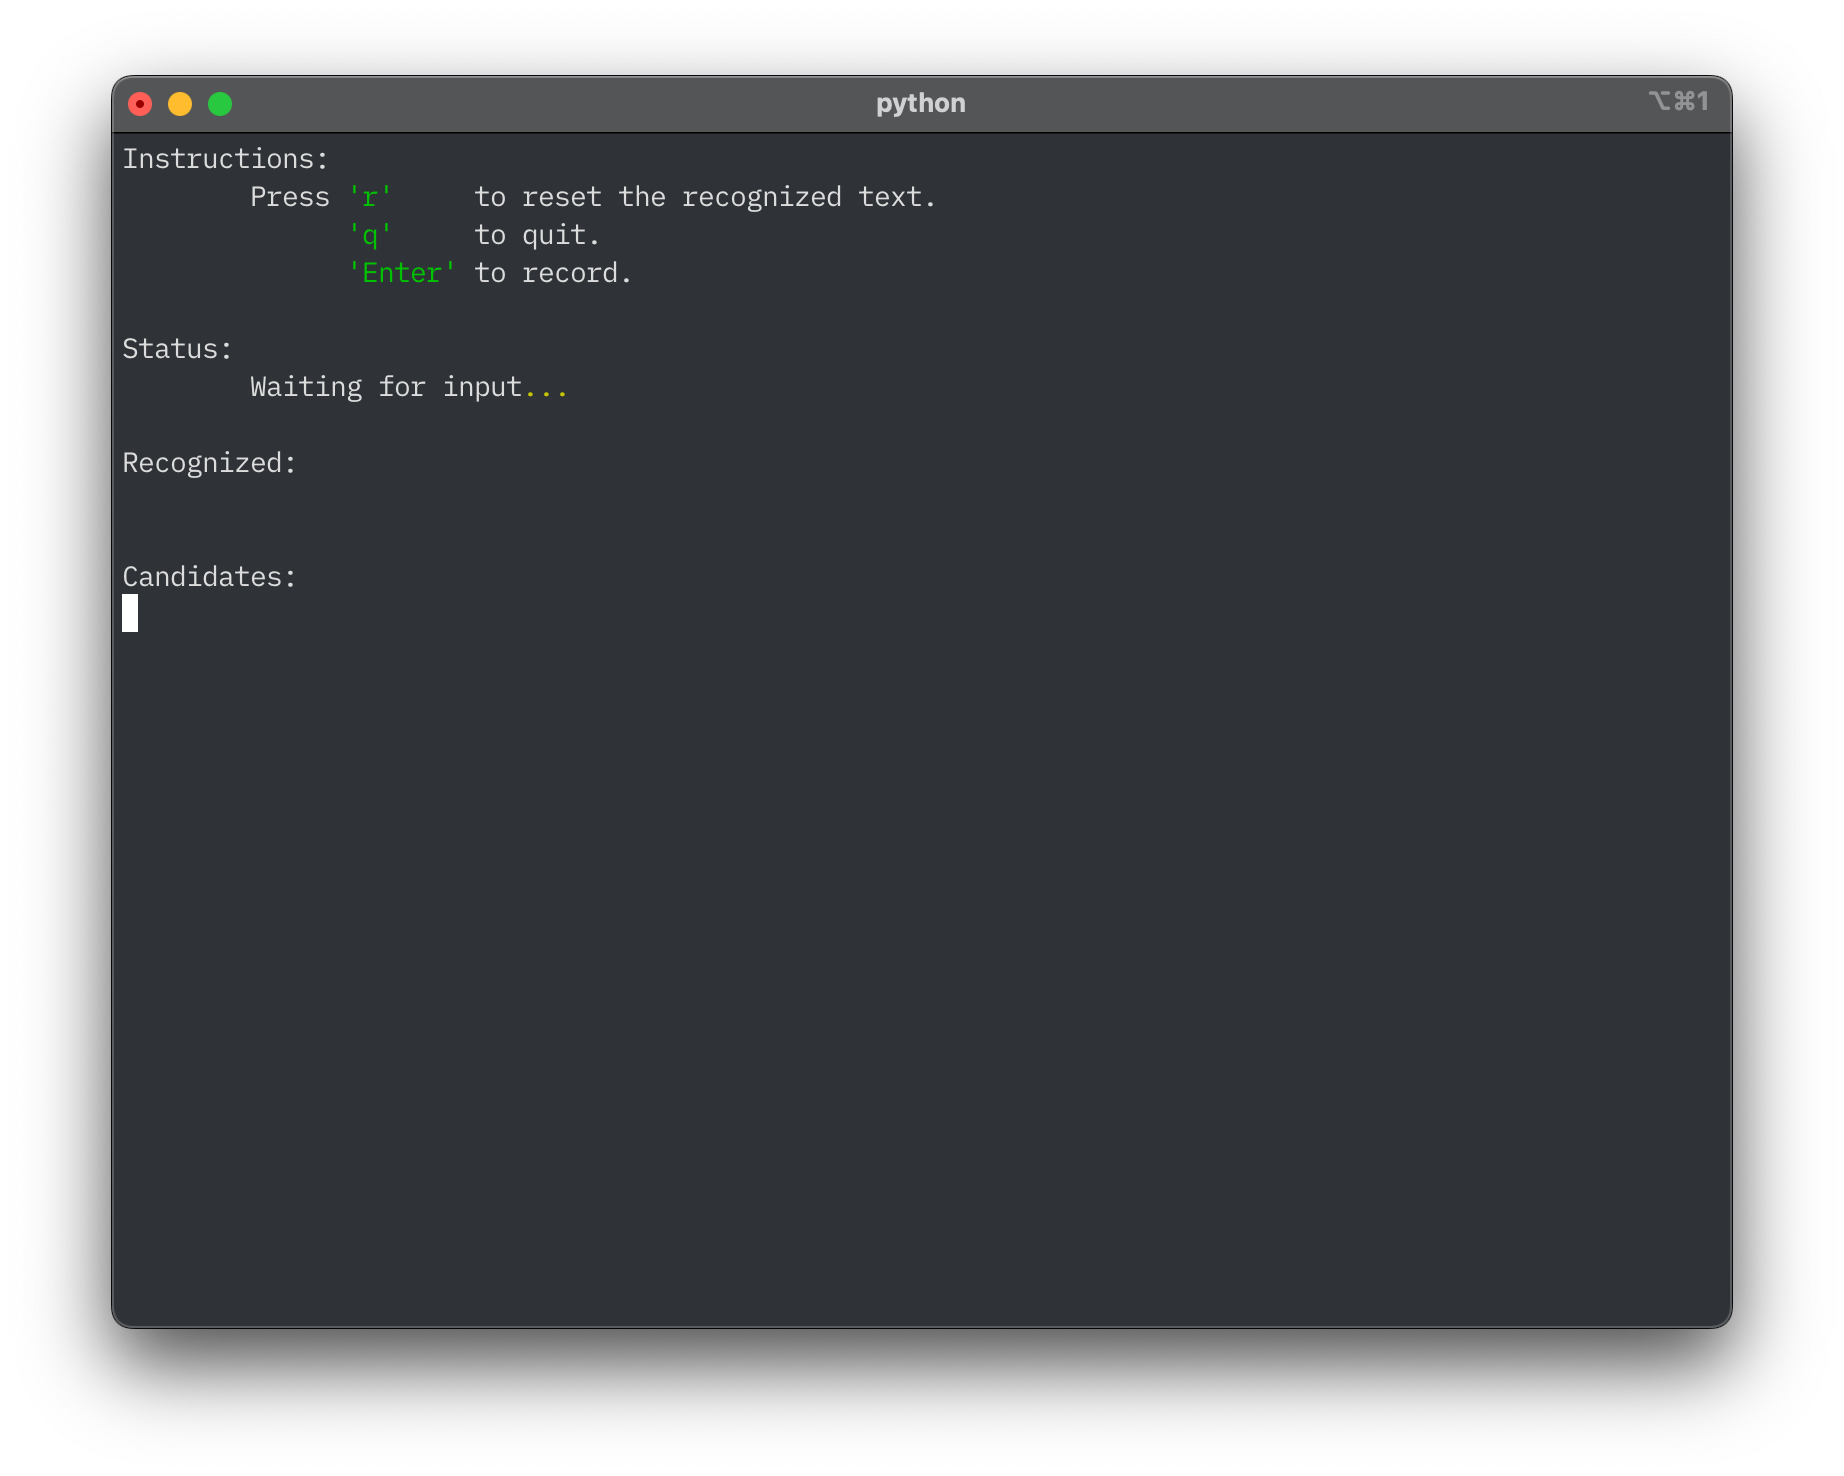 python
⌥⌘1
Instructions:
Press 'r' to reset the recognized text.
'q' to quit.
'Enter' to record.
Status:
Waiting for input...
Recognized:
Candidates: